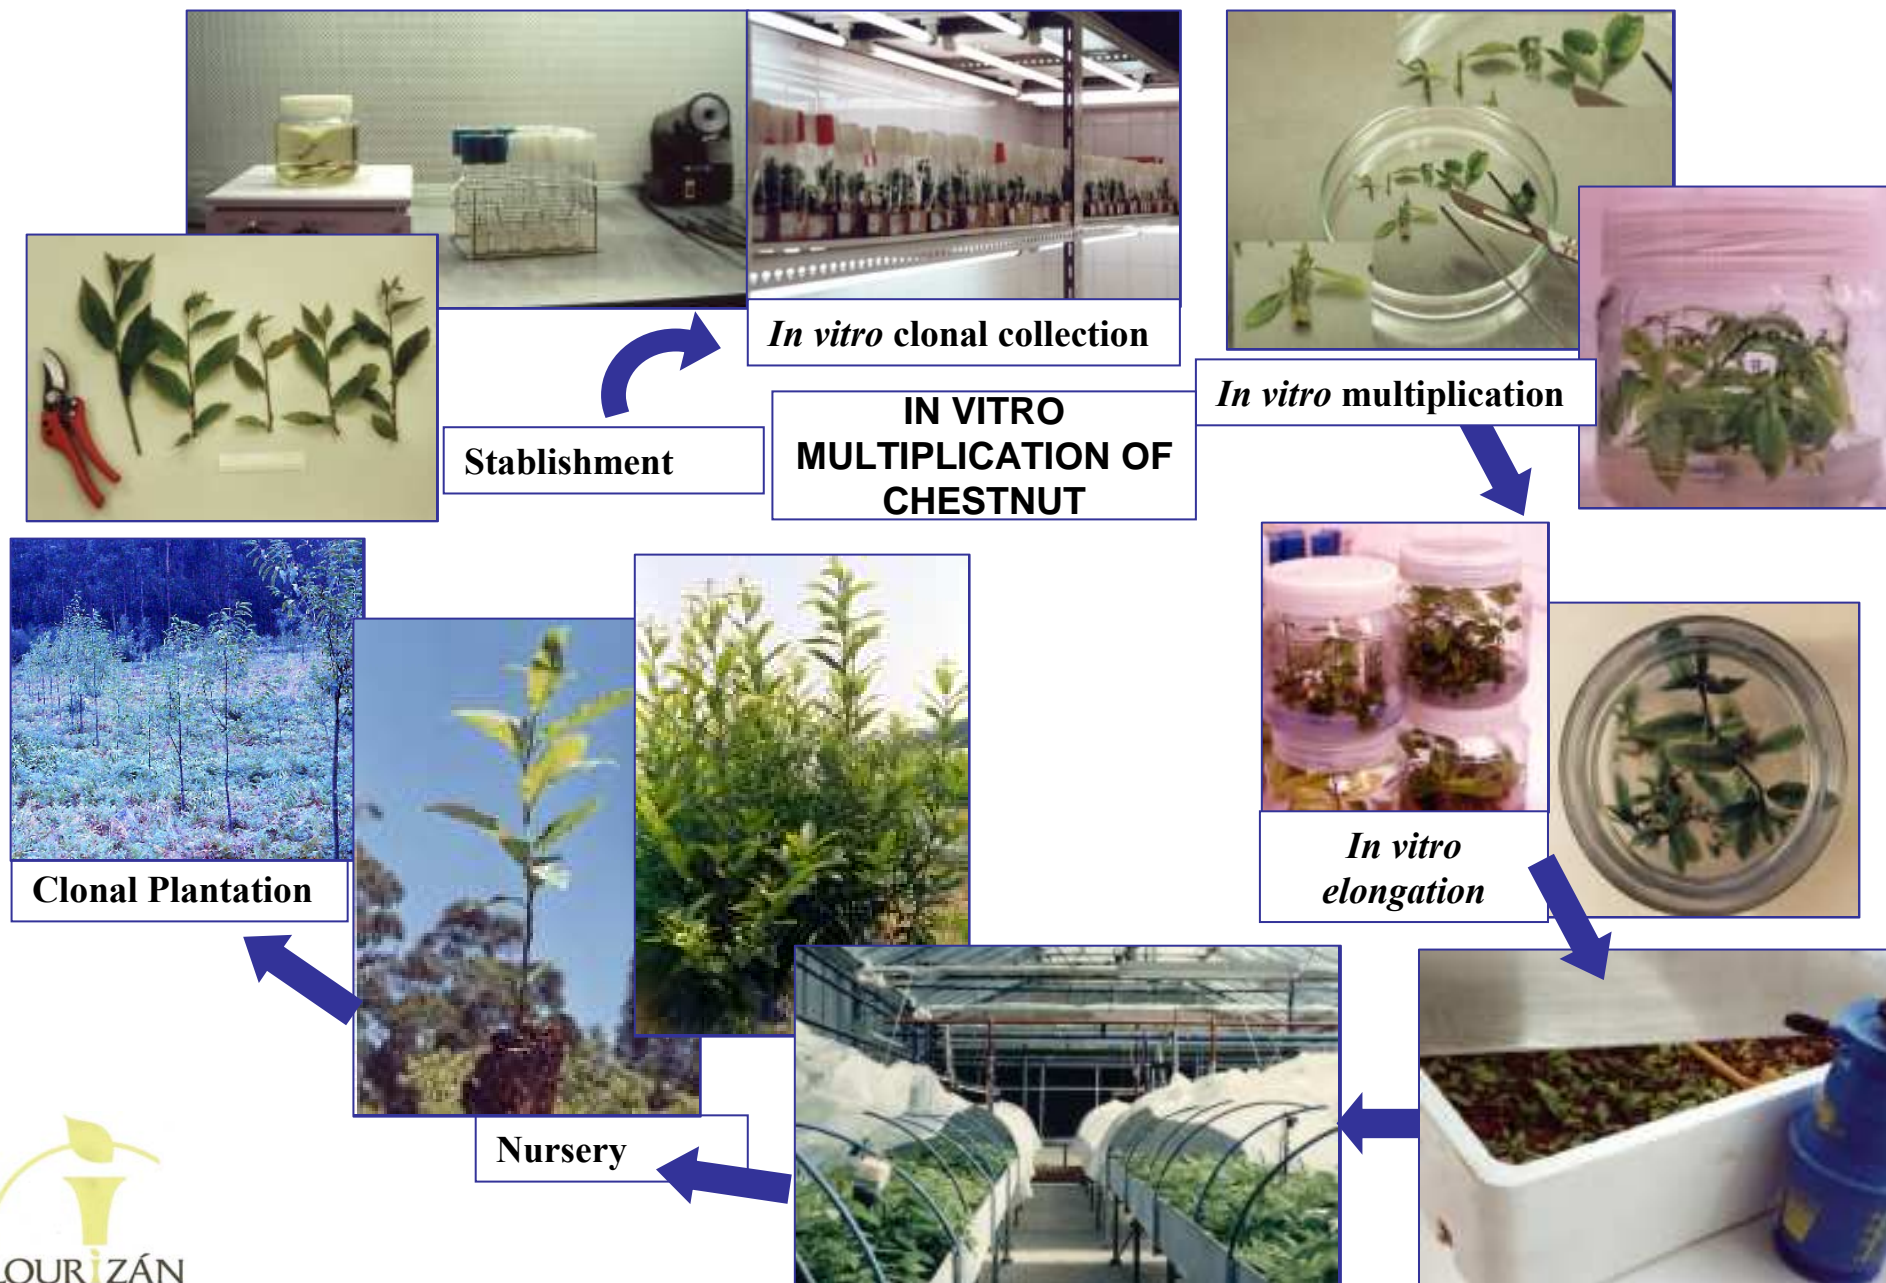 In vitro clonal collection
In vitro multiplication
Stablishment
IN VITRO
MULTIPLICATION OF
CHESTNUT
In vitro
elongation
Clonal Plantation
Nursery
LOURIZÁN